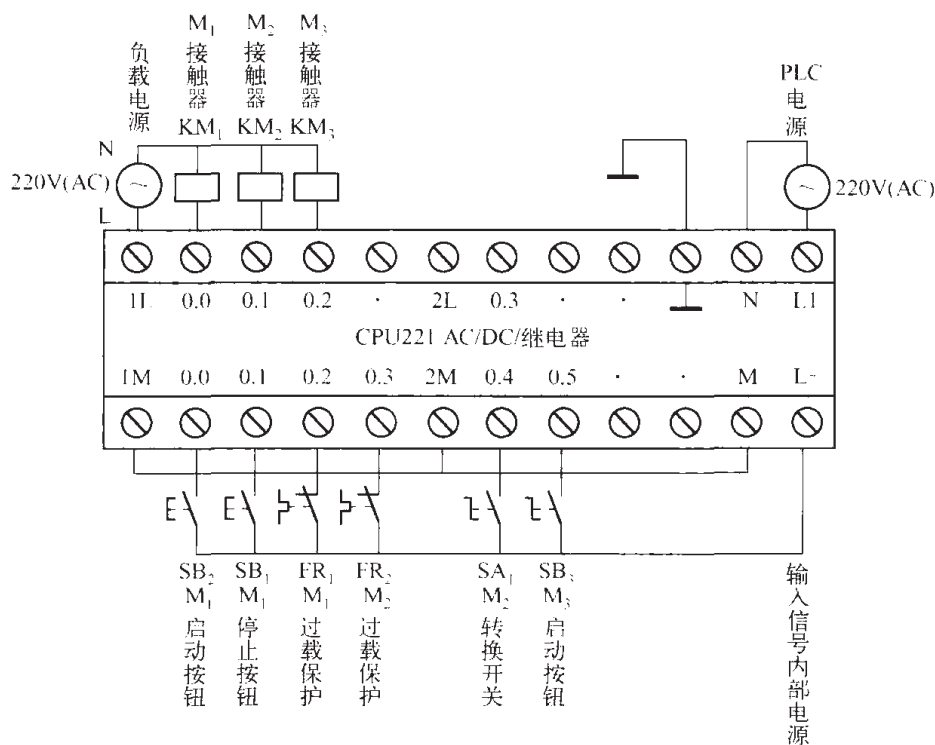 M₁ M₂ M₃
负载电源
接触器
接触器
接触器
KM₁ KM₂ KM₃
PLC
电源
N
220V(AC)
L
220V(AC)
1L 0.0 0.1 0.2 · 2L 0.3 · · N L1
CPU221 AC/DC/继电器
1M 0.0 0.1 0.2 0.3 2M 0.4 0.5 · · M L-
SB₂ SB₁ FR₁ FR₂ SA₁ SB₃
M₁ M₁ M₁ M₂ M₂ M₃
启动按钮
停止按钮
过载保护
过载保护
转换开关
启动按钮
输入信号内部电源